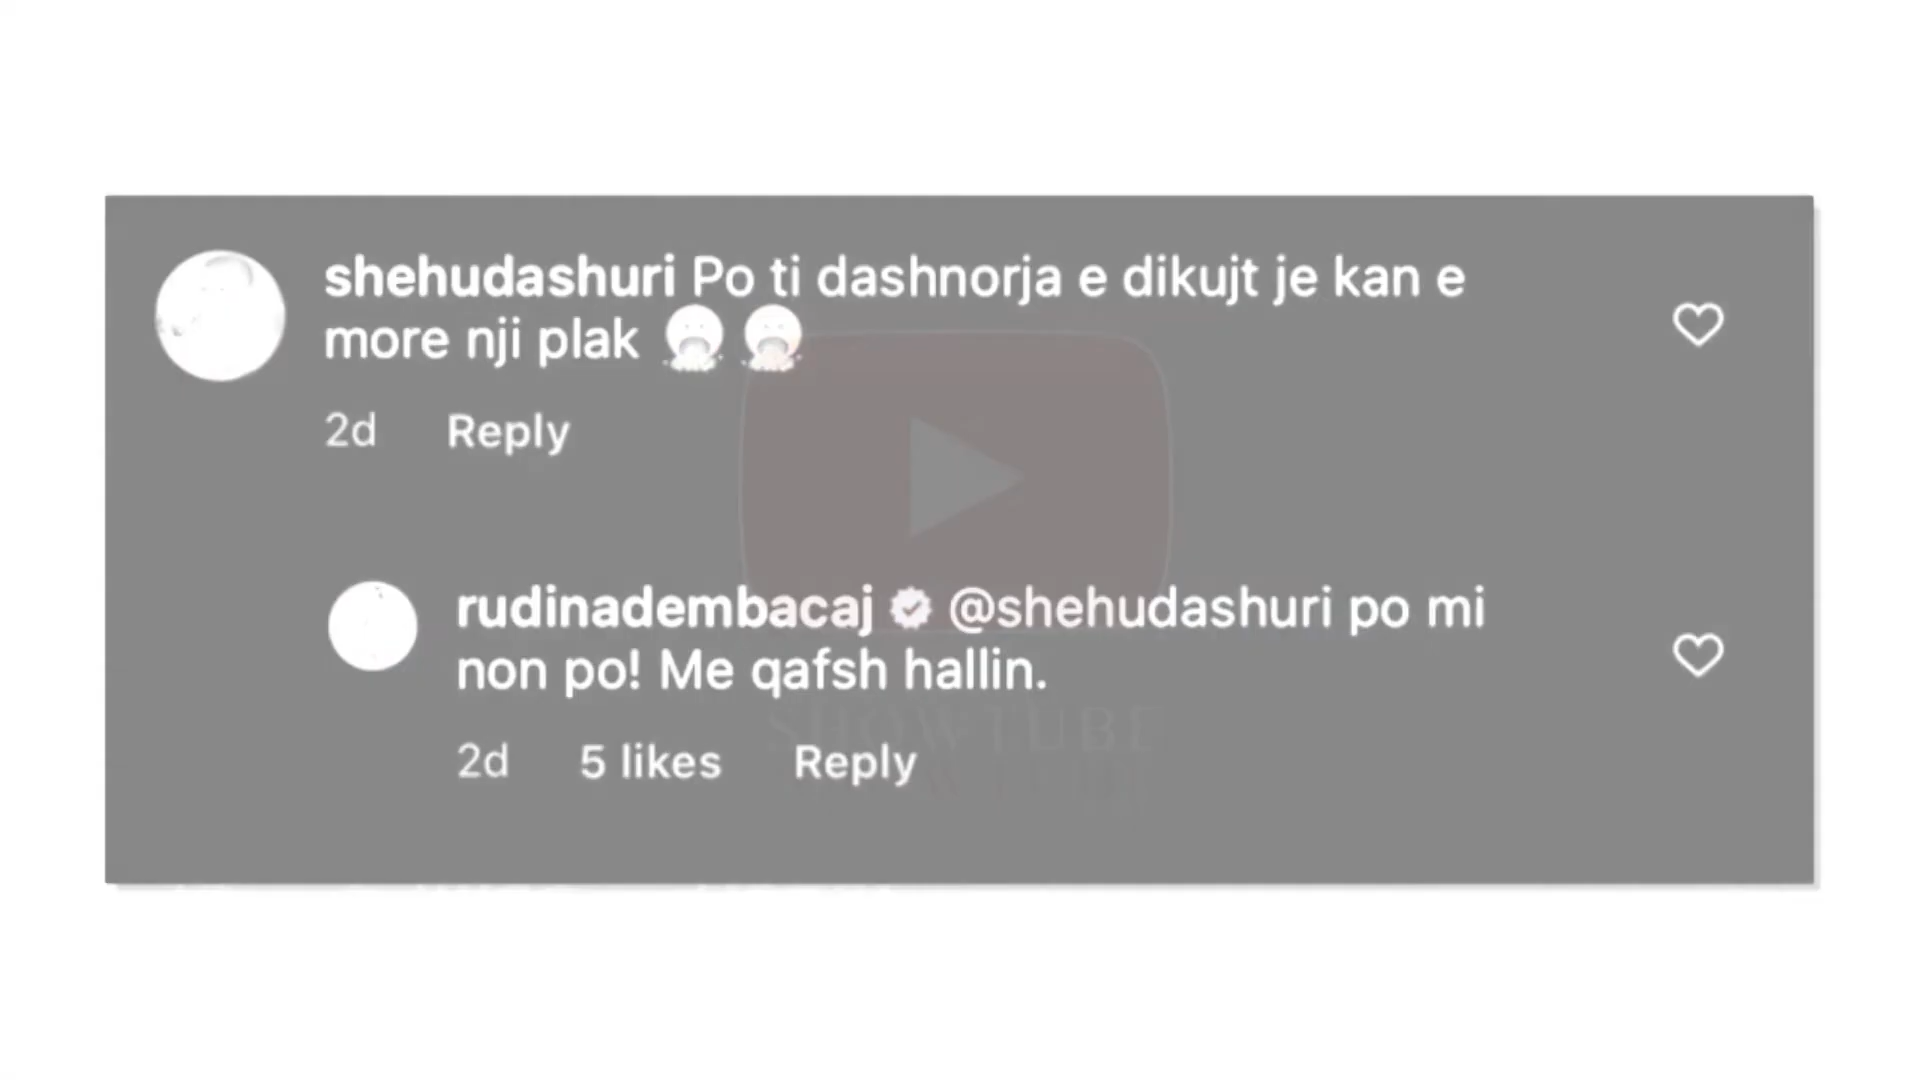 shehudashuri Po ti dashnorja e dikujt je kan e
more nji plak
2d Reply
rudinadembacaj @shehudashuri po mi
non po! Me qafsh hallin.
SHOWTUBE
2d 5 likes Reply